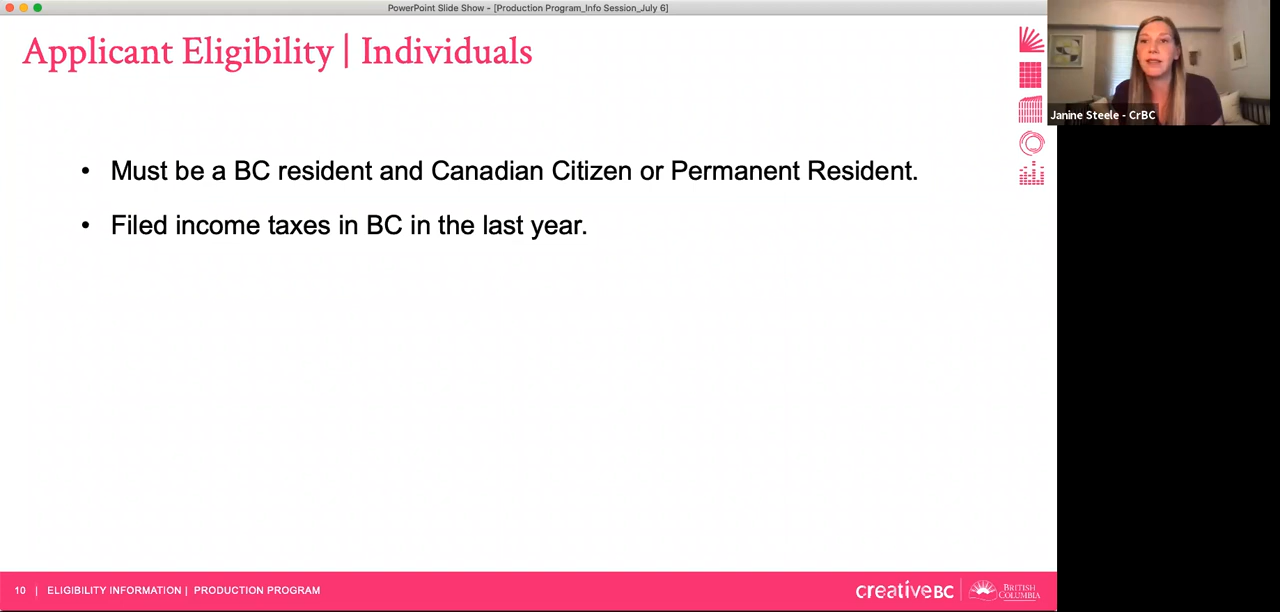 PowerPoint Slide Show - [Production Program_Info Session_July 6]
Applicant Eligibility | Individuals
Janine Steele - CrBC
• Must be a BC resident and Canadian Citizen or Permanent Resident.
• Filed income taxes in BC in the last year.
10 | ELIGIBILITY INFORMATION | PRODUCTION PROGRAM
creativeBC
BRITISH
COLUMBIA